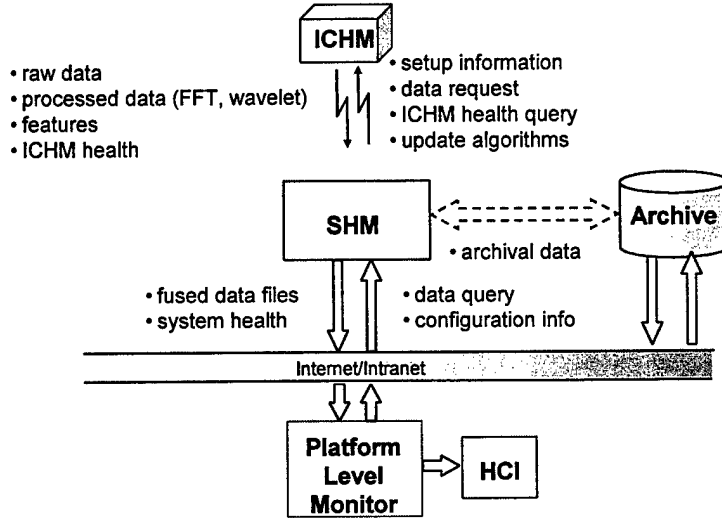 ICHM
• raw data
• processed data (FFT, wavelet)
• features
• ICHM health
• setup information
• data request
• ICHM health query
• update algorithms
SHM
Archive
• archival data
• fused data files
• system health
• data query
• configuration info
Internet/Intranet
Platform
Level
Monitor
HCI